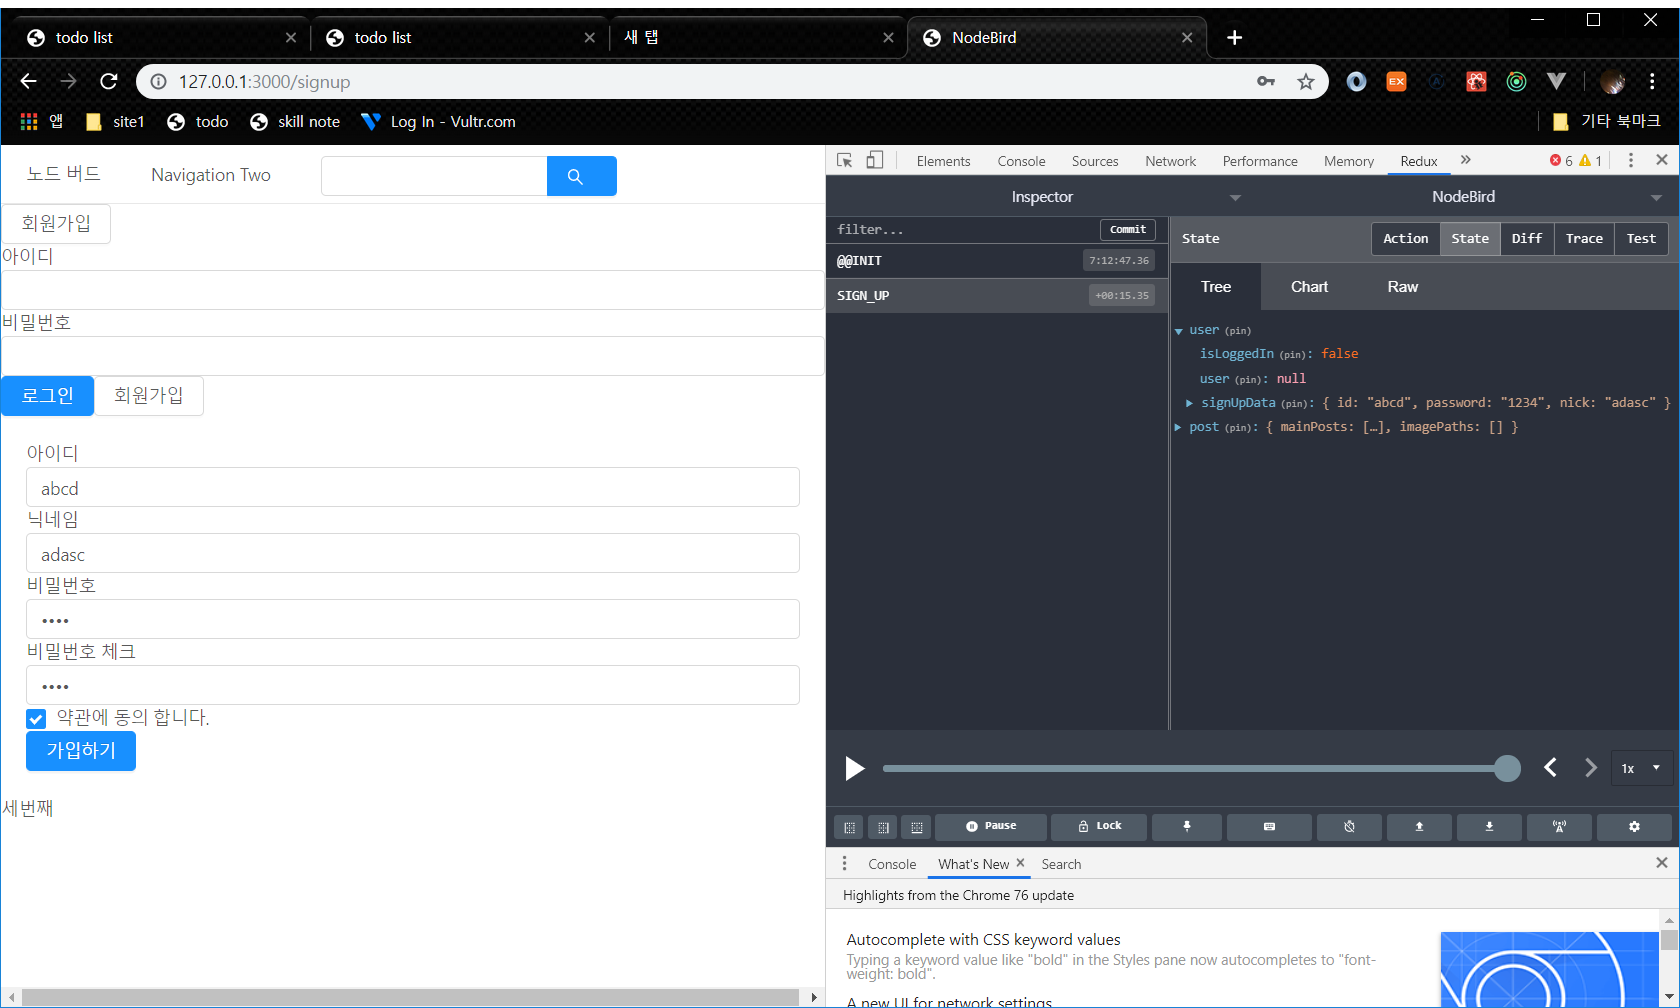 todo list
todo list
새 탭
NodeBird
127.0.0.1:3000/signup
EX
앱
site1
todo
skill note
Log In - Vultr.com
기타 북마크
노드 버드
Navigation Two
회원가입
아이디
비밀번호
로그인
회원가입
아이디
abcd
닉네임
adasc
비밀번호
••••
비밀번호 체크
••••
약관에 동의 합니다.
가입하기
세번째
Elements Console Sources Network Performance Memory Redux » 6 1
Inspector
NodeBird
filter...
Commit
@@INIT 7:12:47.36
SIGN_UP +00:15.35
State
Action State Diff Trace Test
Tree Chart Raw
user (pin)
isLoggedIn (pin): false
user (pin): null
signUpData (pin): { id: "abcd", password: "1234", nick: "adasc" }
post (pin): { mainPosts: […], imagePaths: [] }
1x
Pause
Lock
Console What's New Search
Highlights from the Chrome 76 update
Autocomplete with CSS keyword values
Typing a keyword value like "bold" in the Styles pane now autocompletes to "font-
weight: bold".
A new UI for network settings